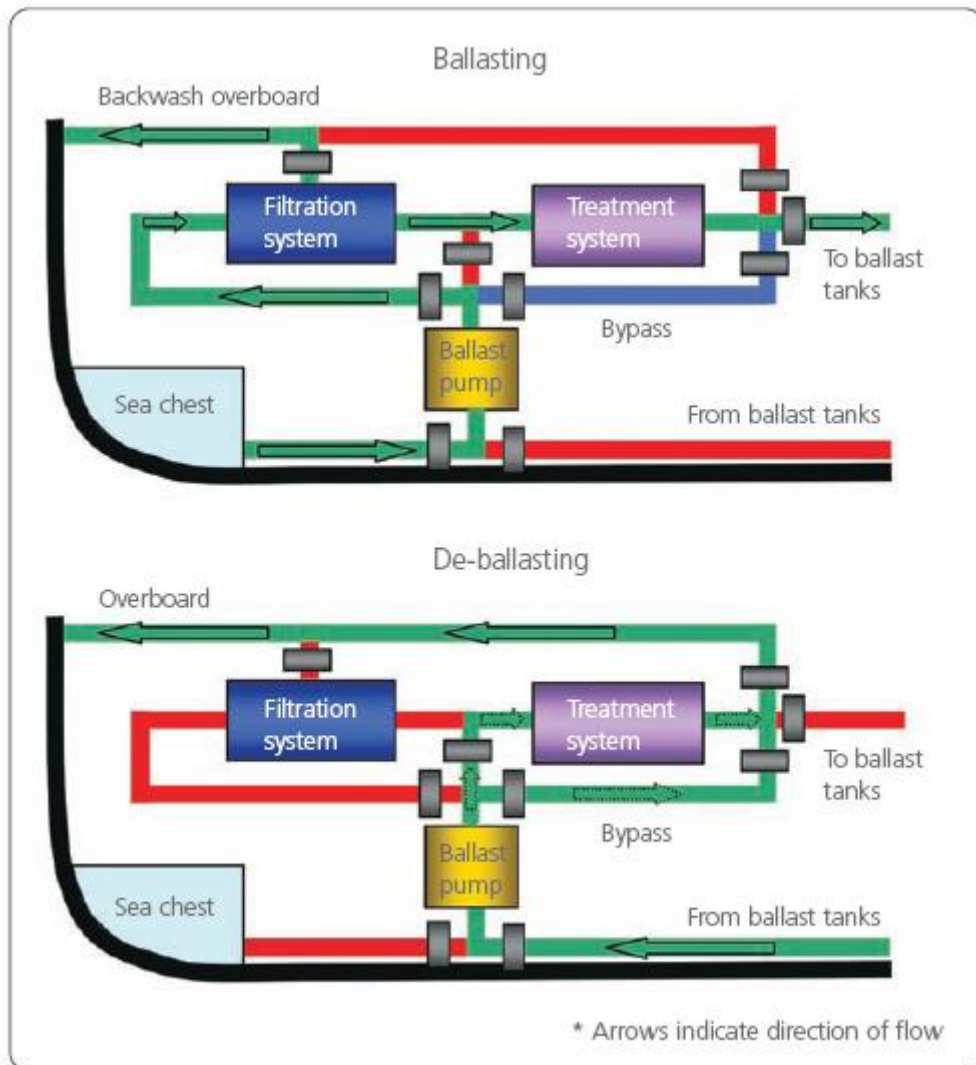 Ballasting
Backwash overboard
Filtration
system
Treatment
system
To ballast
tanks
Bypass
Ballast
pump
Sea chest
From ballast tanks
De-ballasting
Overboard
Filtration
system
Treatment
system
To ballast
tanks
Bypass
Ballast
pump
Sea chest
From ballast tanks
* Arrows indicate direction of flow